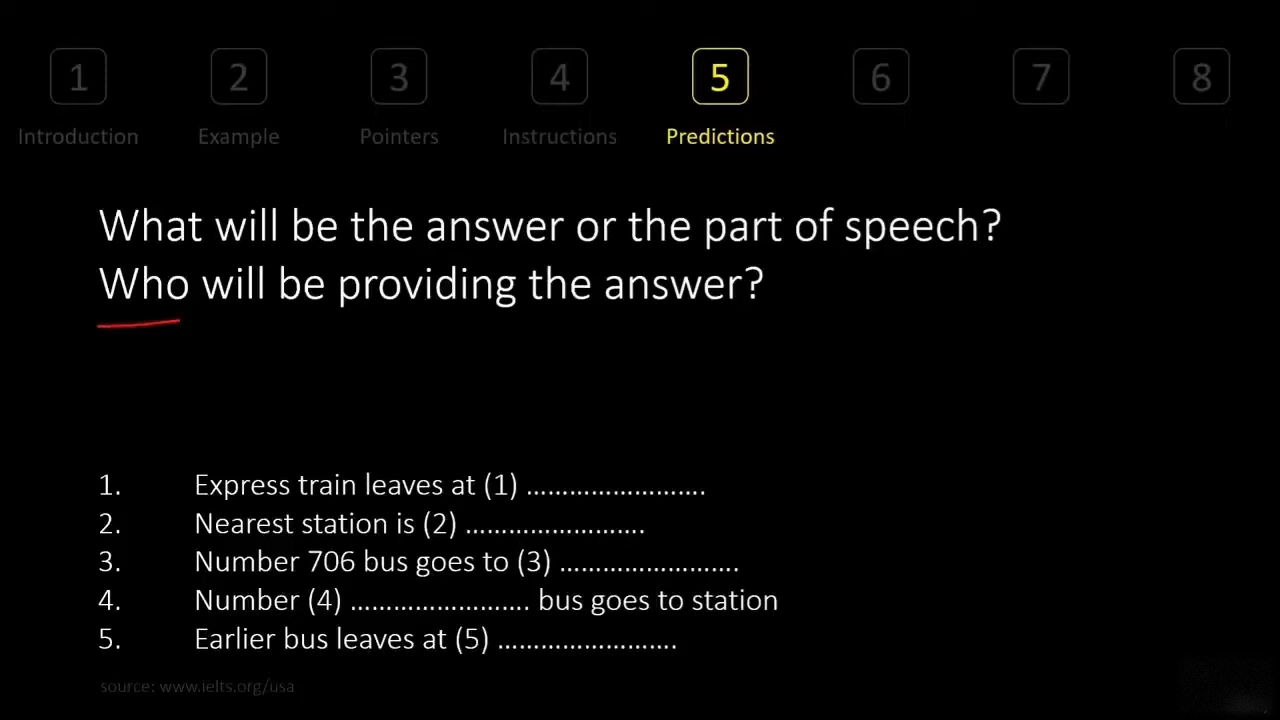 1 2 3 4 5 6 7 8
Introduction Example Pointers Instructions Predictions
What will be the answer or the part of speech?
Who will be providing the answer?
1. Express train leaves at (1) ……………………..
2. Nearest station is (2) …………………….
3. Number 706 bus goes to (3) …………………….
4. Number (4) ……………………. bus goes to station
5. Earlier bus leaves at (5) …………………….
source: www.ielts.org/usa